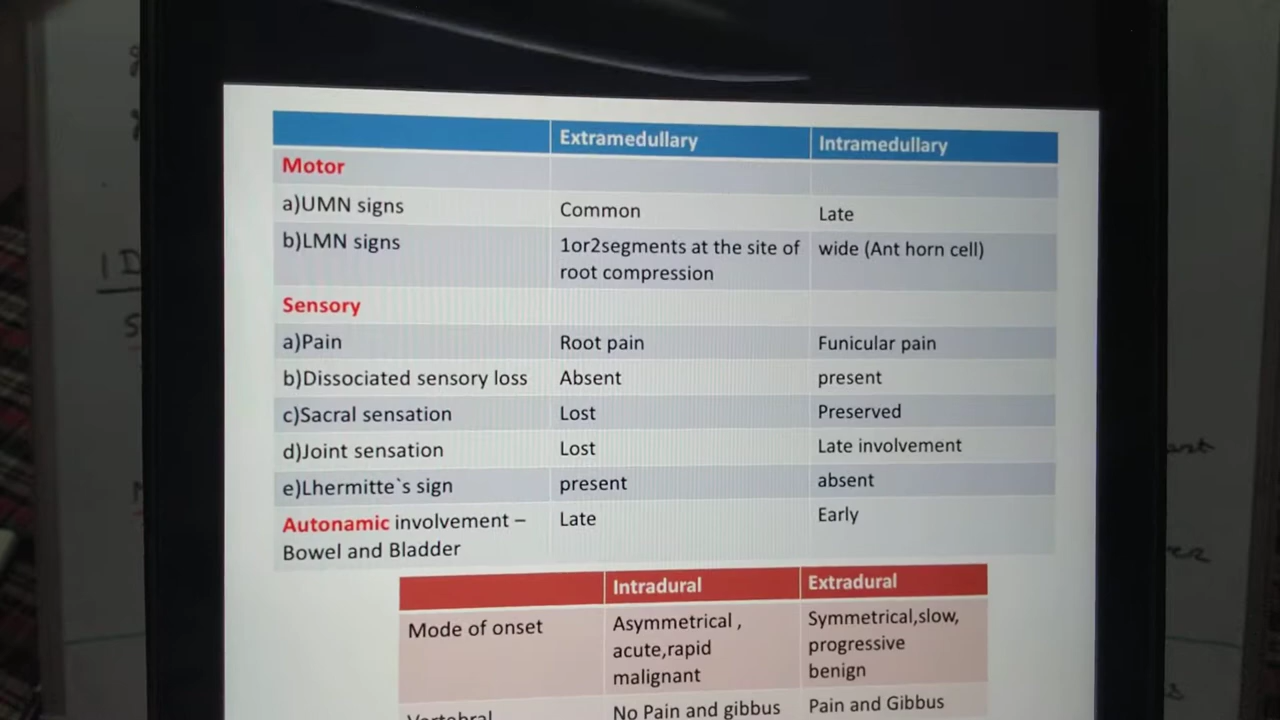 Extramedullary Intramedullary
Motor
a)UMN signs Common Late
b)LMN signs 1or2segments at the site of wide (Ant horn cell)
root compression
Sensory
a)Pain Root pain Funicular pain
b)Dissociated sensory loss Absent present
c)Sacral sensation Lost Preserved
d)Joint sensation Lost Late involvement
e)Lhermitte`s sign present absent
Autonamic involvement – Late Early
Bowel and Bladder
Intradural Extradural
Mode of onset Asymmetrical , Symmetrical,slow,
acute,rapid progressive
malignant benign
Vertebral No Pain and gibbus Pain and Gibbus